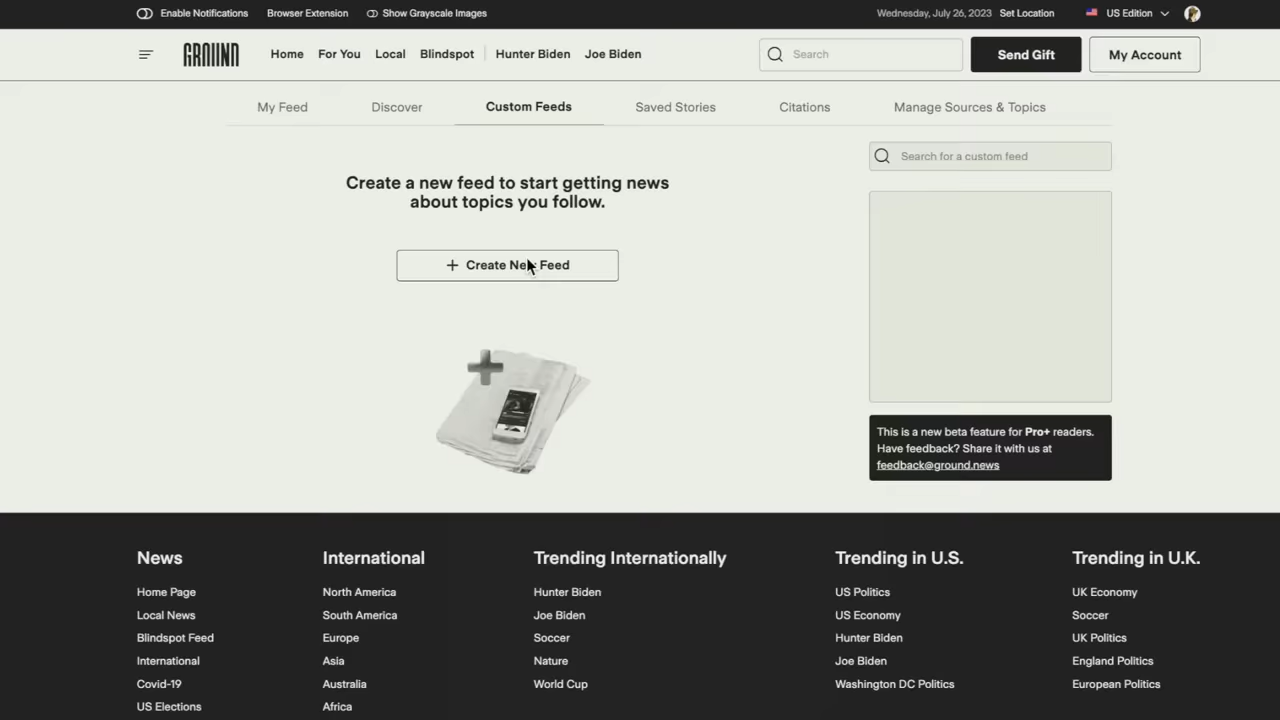 Enable Notifications Browser Extension Show Grayscale Images Wednesday, July 26, 2023 Set Location US Edition
GROUND Home For You Local Blindspot Hunter Biden Joe Biden Search Send Gift My Account
My Feed Discover Custom Feeds Saved Stories Citations Manage Sources & Topics
Search for a custom feed
Create a new feed to start getting news
about topics you follow.
+ Create New Feed
This is a new beta feature for Pro+ readers.
Have feedback? Share it with us at
feedback@ground.news
News International Trending Internationally Trending in U.S. Trending in U.K.
Home Page North America Hunter Biden US Politics UK Economy
Local News South America Joe Biden US Economy Soccer
Blindspot Feed Europe Soccer Hunter Biden UK Politics
International Asia Nature Joe Biden England Politics
Covid-19 Australia World Cup Washington DC Politics European Politics
US Elections Africa